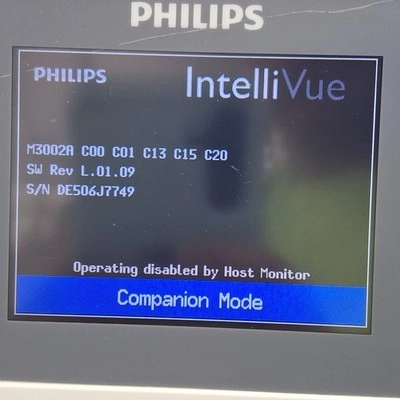 PHILIPS
PHILIPS IntelliVue
M3002A C00 C01 C13 C15 C20
SW Rev L.01.09
S/N DE506J7749
Operating disabled by Host Monitor
Companion Mode